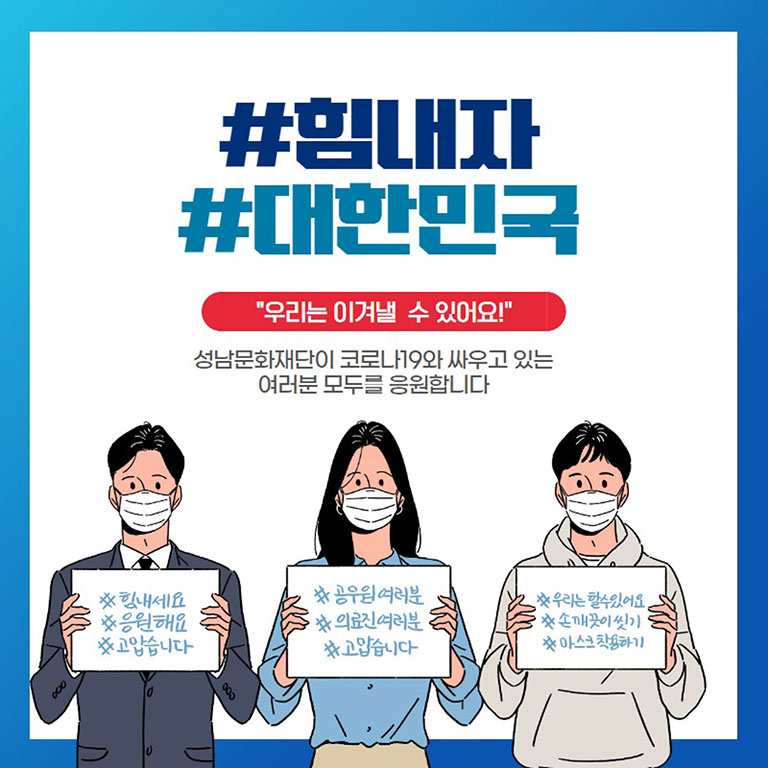 #힘내자
#대한민국
"우리는 이겨낼 수 있어요!"
성남문화재단이 코로나19와 싸우고 있는
여러분 모두를 응원합니다
#힘내세요
#응원해요
#고맙습니다
#공무원여러분
#의료진여러분
#고맙습니다
#우리는할수있어요
#손깨끗이씻기
#마스크착용하기